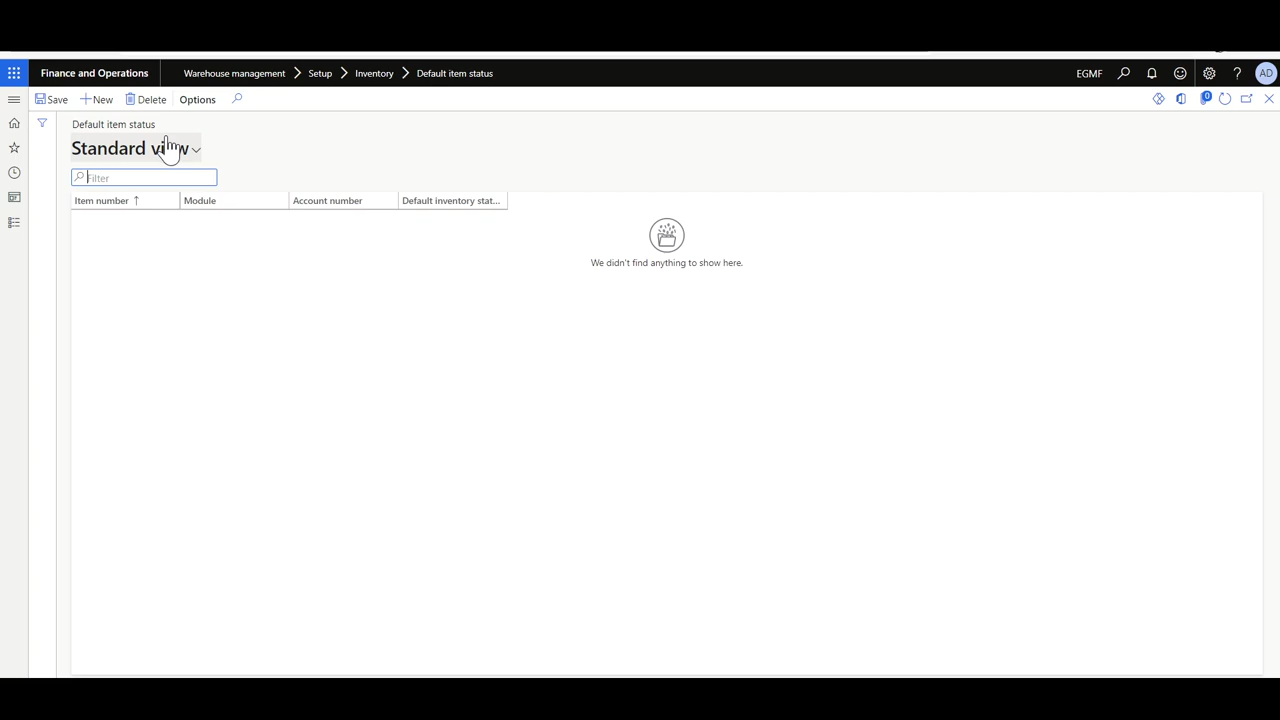 Finance and Operations Warehouse management Setup Inventory Default item status EGMF ? AD
Save New Delete Options 0
Default item status
Standard view
Filter
Item number Module Account number Default inventory stat...
We didn't find anything to show here.